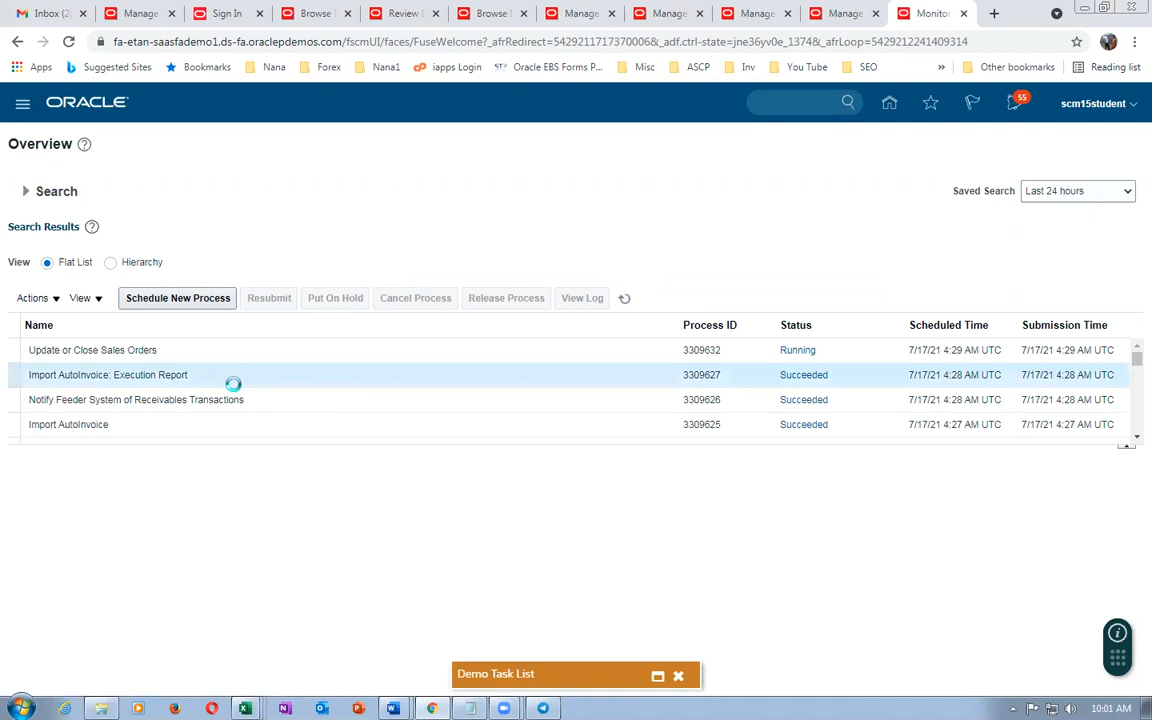 Inbox (2
Manage
Sign In
Browse
Review D
Browse N
Manage
Manage
Manage
Manage
Monitor
fa-etan-saasfademo1.ds-fa.oraclepdemos.com/fscmUI/faces/FuseWelcome?_afrRedirect=5429211717370006&_adf.ctrl-state=jne36yv0e_1374&_afrLoop=5429212241409314
Apps
Suggested Sites
Bookmarks
Nana
Forex
Nana1
iapps Login
Oracle EBS Forms P...
Misc
ASCP
Inv
You Tube
SEO
»
Other bookmarks
Reading list
ORACLE
55
scm15student
Overview
Search
Saved Search
Last 24 hours
Search Results
View
Flat List
Hierarchy
Actions
View
Schedule New Process
Resubmit
Put On Hold
Cancel Process
Release Process
View Log
Name
Process ID
Status
Scheduled Time
Submission Time
Update or Close Sales Orders
3309632
Running
7/17/21 4:29 AM UTC
7/17/21 4:29 AM UTC
Import AutoInvoice: Execution Report
3309627
Succeeded
7/17/21 4:28 AM UTC
7/17/21 4:28 AM UTC
Notify Feeder System of Receivables Transactions
3309626
Succeeded
7/17/21 4:28 AM UTC
7/17/21 4:28 AM UTC
Import AutoInvoice
3309625
Succeeded
7/17/21 4:27 AM UTC
7/17/21 4:27 AM UTC
Demo Task List
10:01 AM